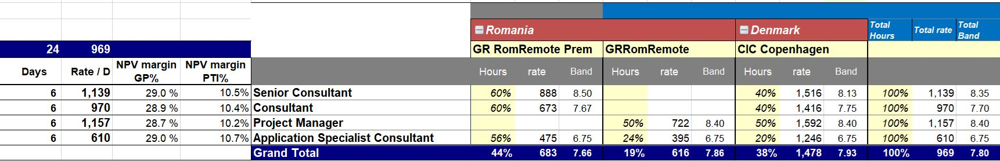 Romania Denmark Total Hours Total rate Total Band
24 969 GR RomRemote Prem GRRomRemote CIC Copenhagen
Days Rate / D NPV margin GP% NPV margin PTI% Hours rate Band Hours rate Band Hours rate Band
6 1,139 29.0 % 10.5% Senior Consultant 60% 888 8.50 40% 1,516 8.13 100% 1,139 8.35
6 970 28.9 % 10.4% Consultant 60% 673 7.67 40% 1,416 7.75 100% 970 7.70
6 1,157 28.7 % 10.2% Project Manager 50% 722 8.40 50% 1,592 8.40 100% 1,157 8.40
6 610 29.0 % 10.7% Application Specialist Consultant 56% 475 6.75 24% 395 6.75 20% 1,246 6.75 100% 610 6.75
Grand Total 44% 683 7.66 19% 616 7.86 38% 1,478 7.93 100% 969 7.80